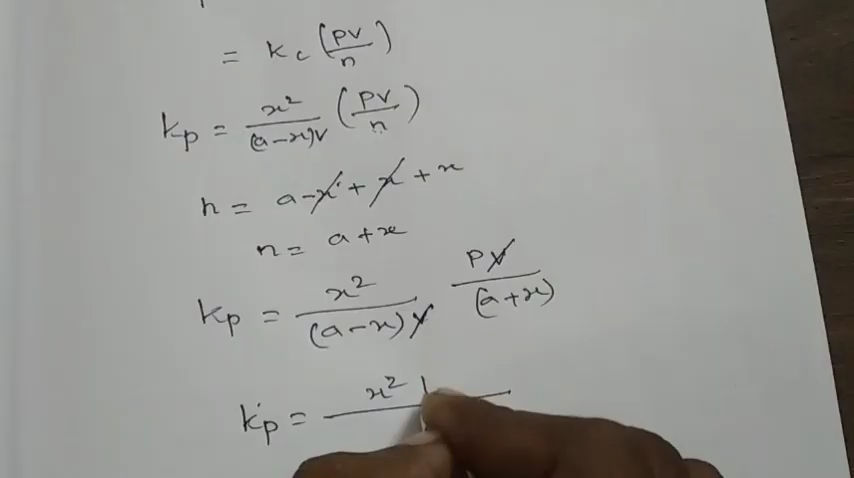 = Kc (PV/n)
Kp = x²/(a-x)V (PV/n)
n = a-x+x+x
n = a+x
Kp = x²/(a-x)V PV/(a+x)
Kp = x²